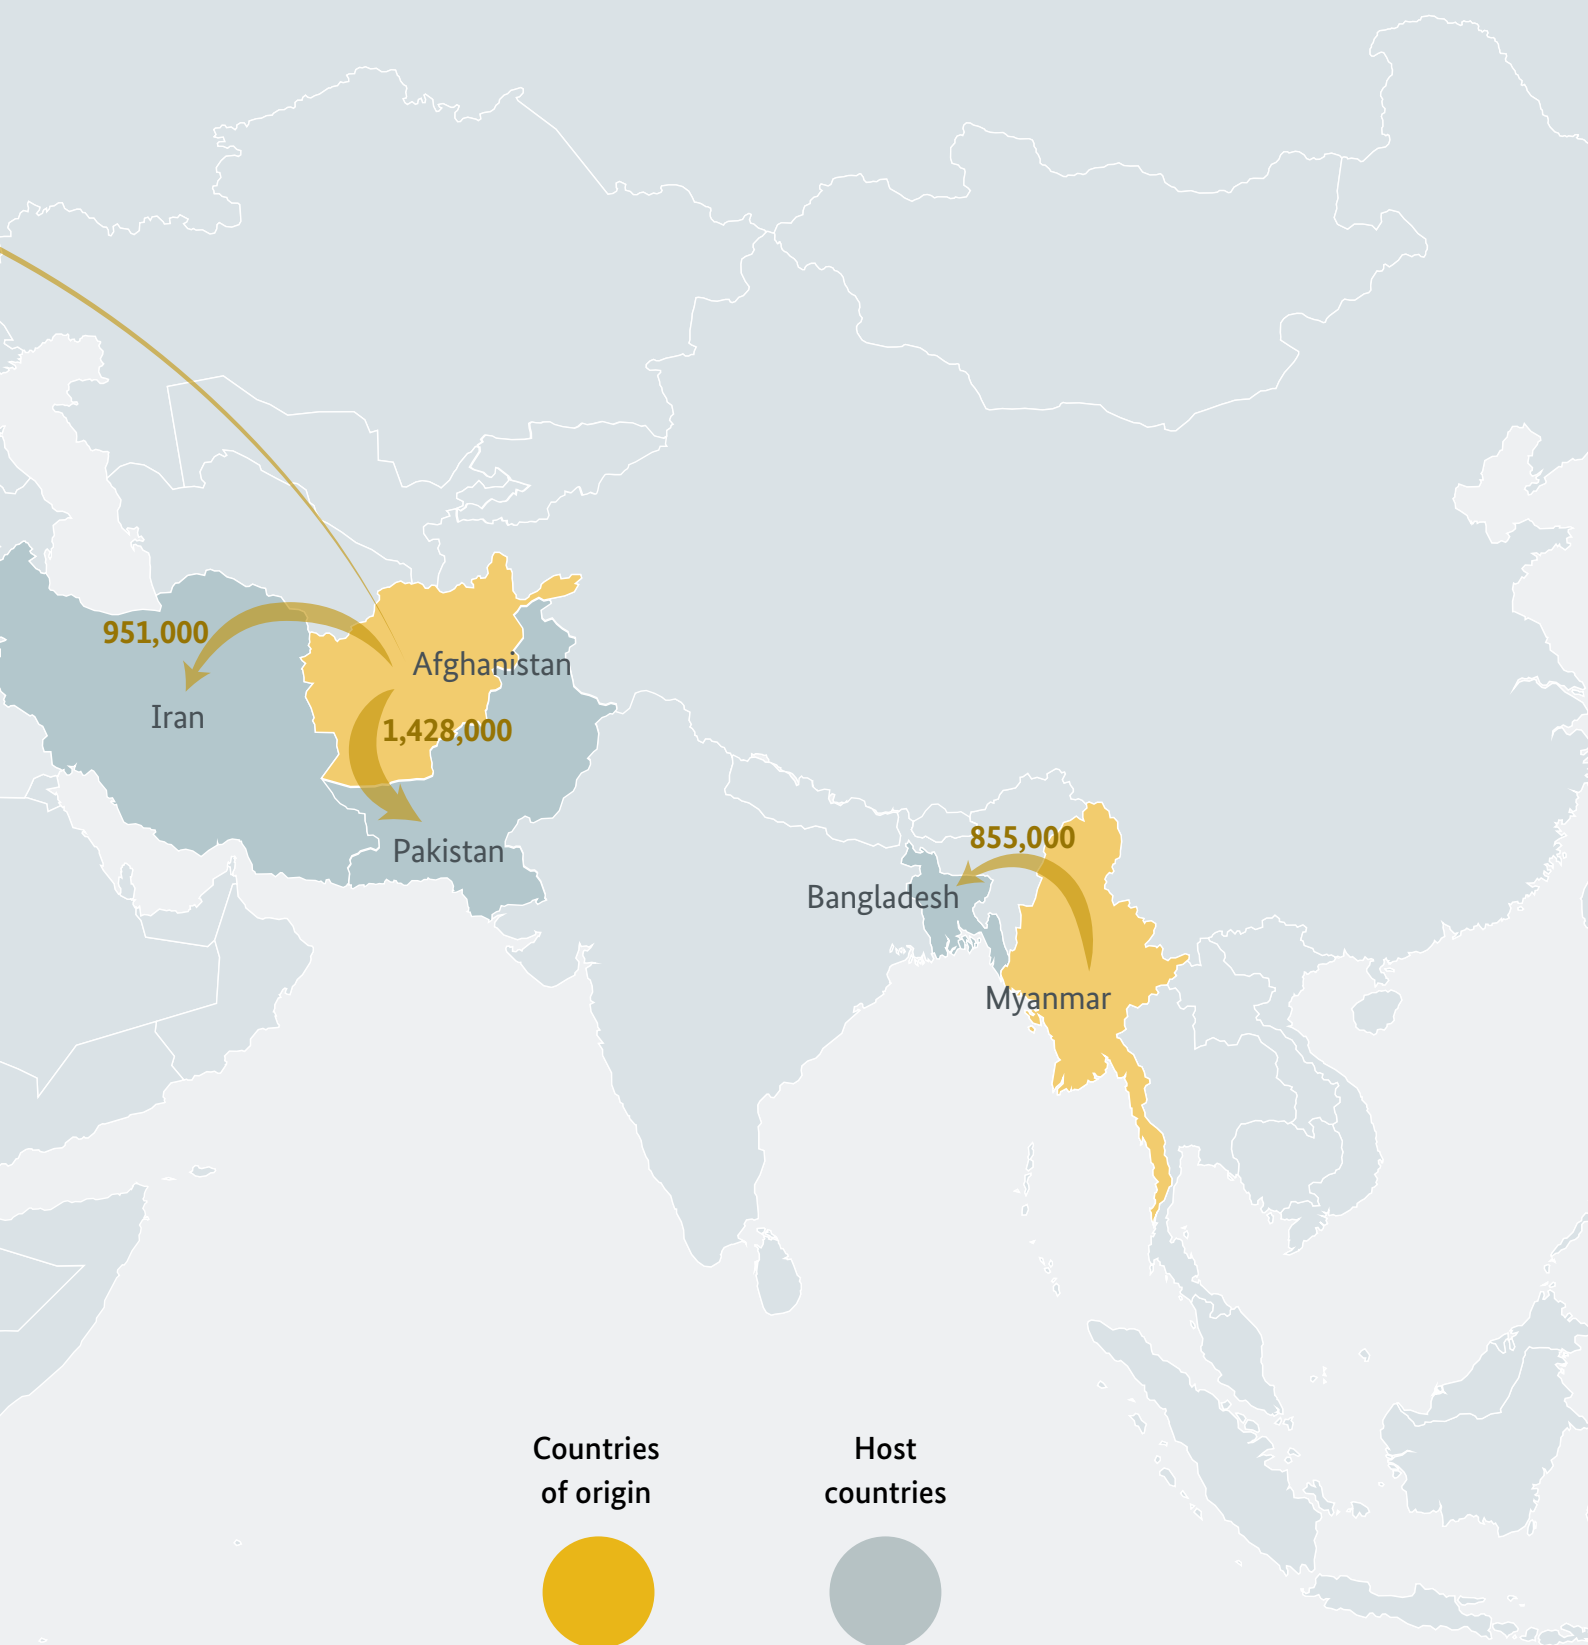 951,000
Afghanistan
Iran
1,428,000
Pakistan
855,000
Bangladesh
Myanmar
Countries
of origin
Host
countries